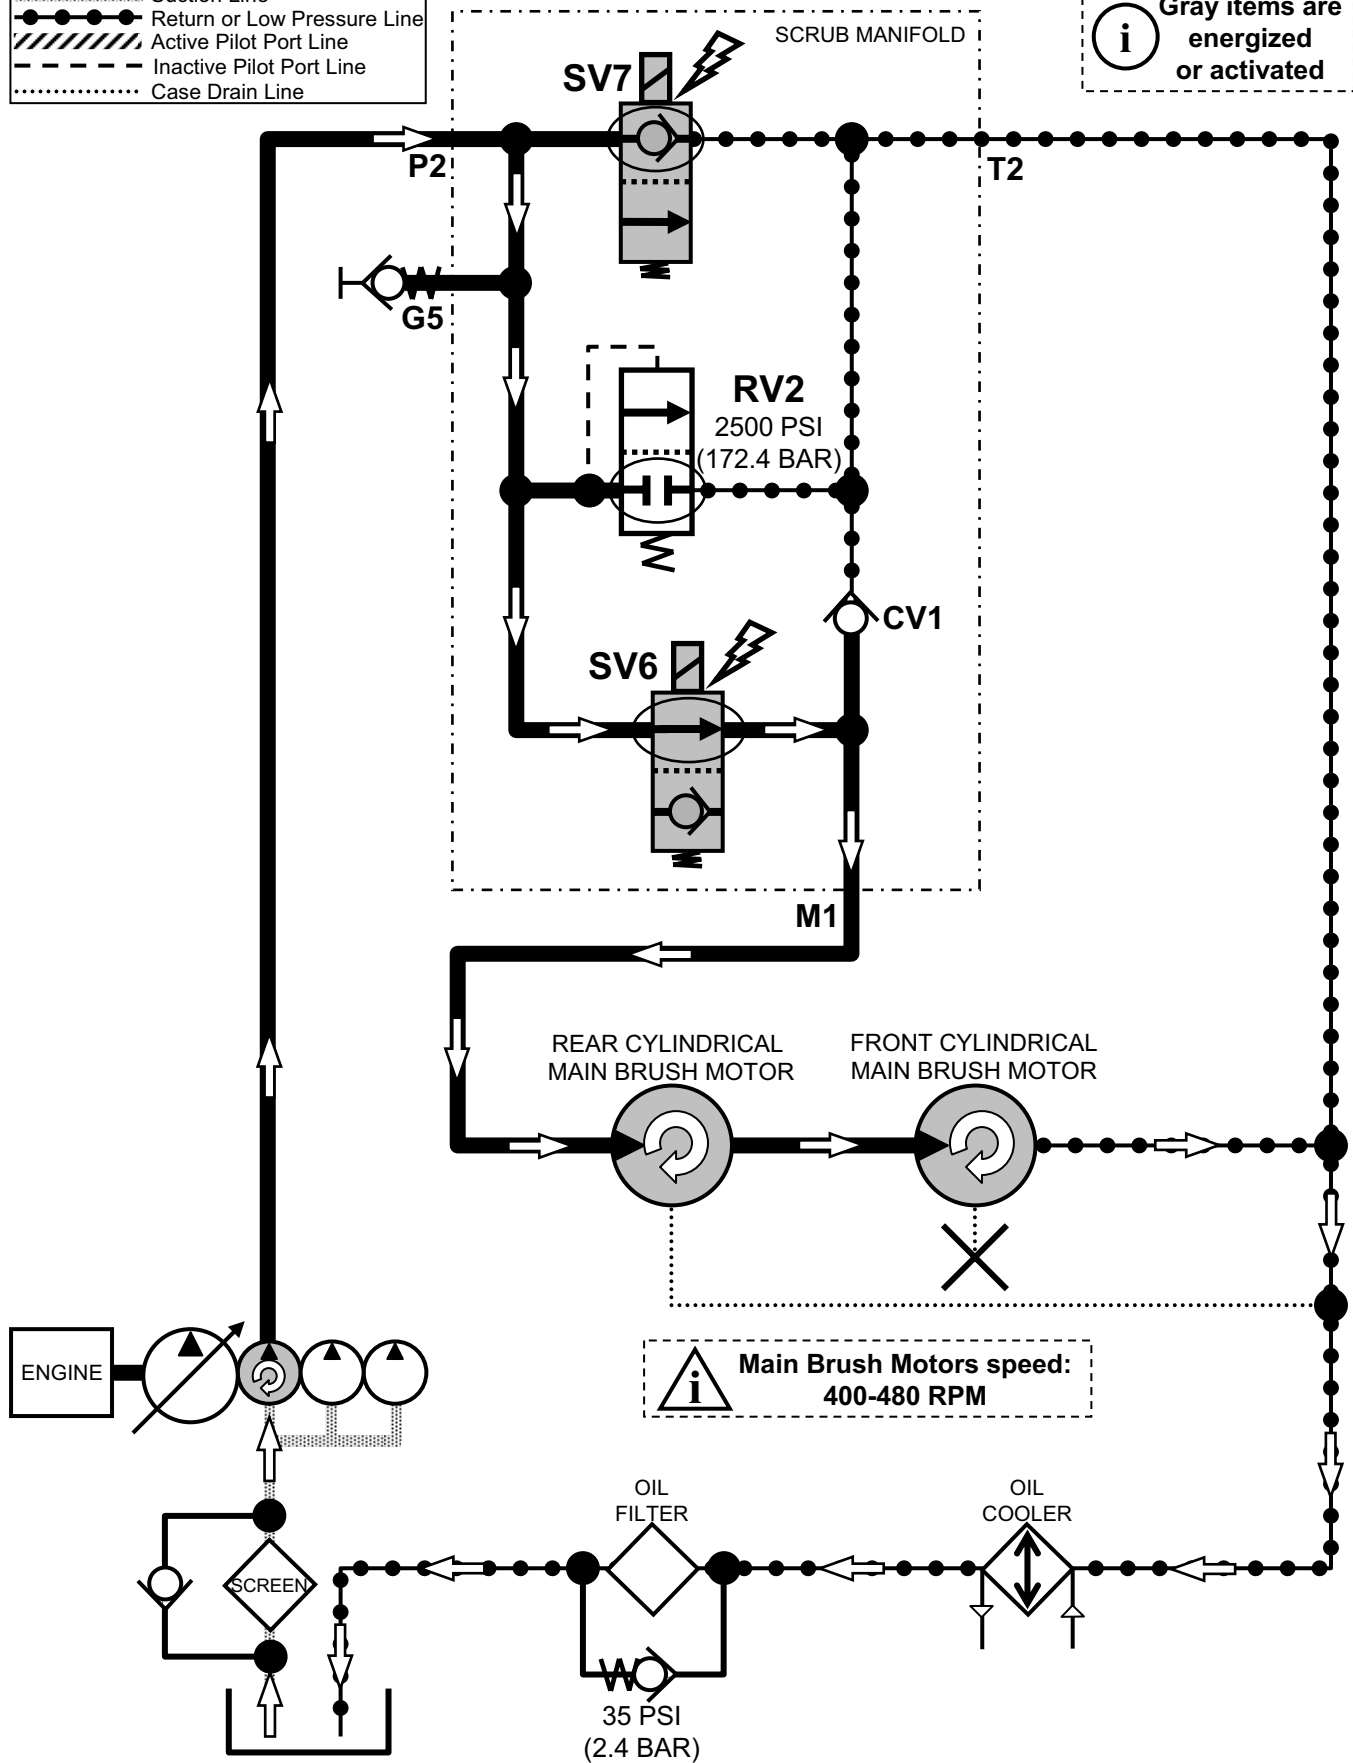 Suction Line
Return or Low Pressure Line
Active Pilot Port Line
Inactive Pilot Port Line
Case Drain Line
SCRUB MANIFOLD
i
Gray items are
energized
or activated
SV7
P2
T2
G5
RV2
2500 PSI
(172.4 BAR)
CV1
SV6
M1
REAR CYLINDRICAL
MAIN BRUSH MOTOR
FRONT CYLINDRICAL
MAIN BRUSH MOTOR
ENGINE
i
Main Brush Motors speed:
400-480 RPM
OIL
FILTER
OIL
COOLER
SCREEN
35 PSI
(2.4 BAR)